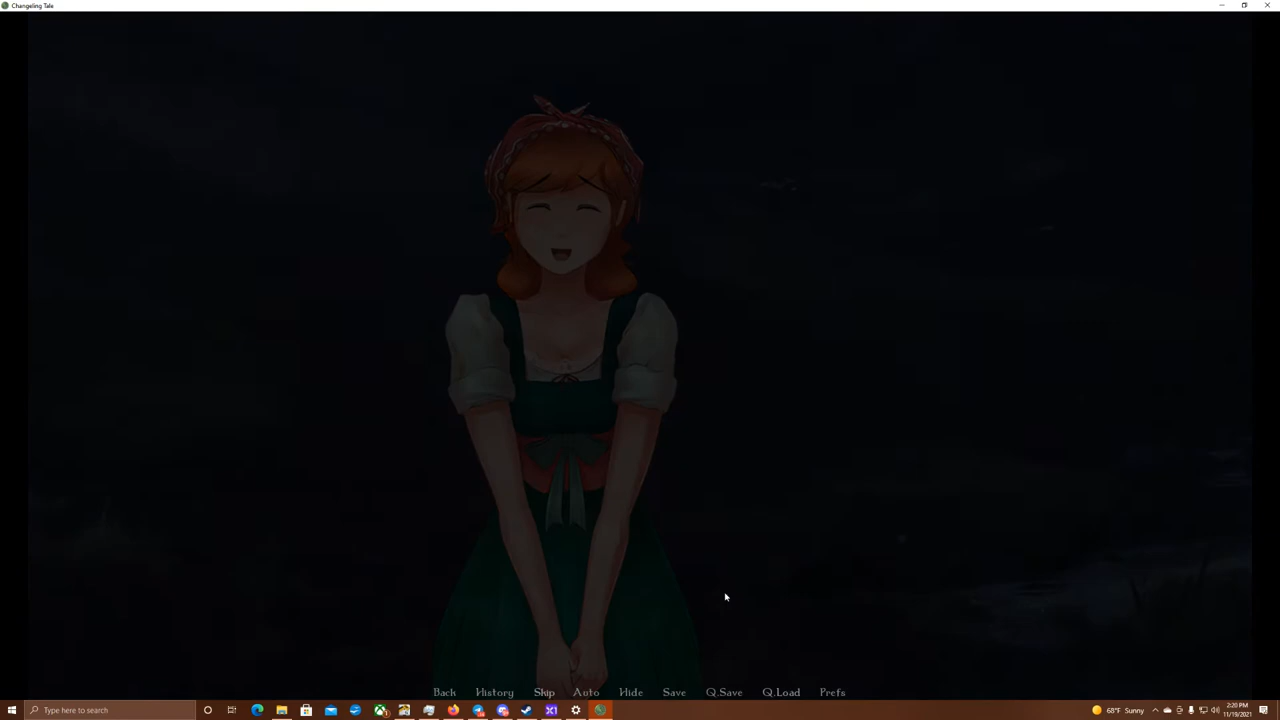 Changeling Tale
Back History Skip Auto Hide Save Q.Save Q.Load Prefs
Type here to search
68°F Sunny
2:20 PM
11/19/2021